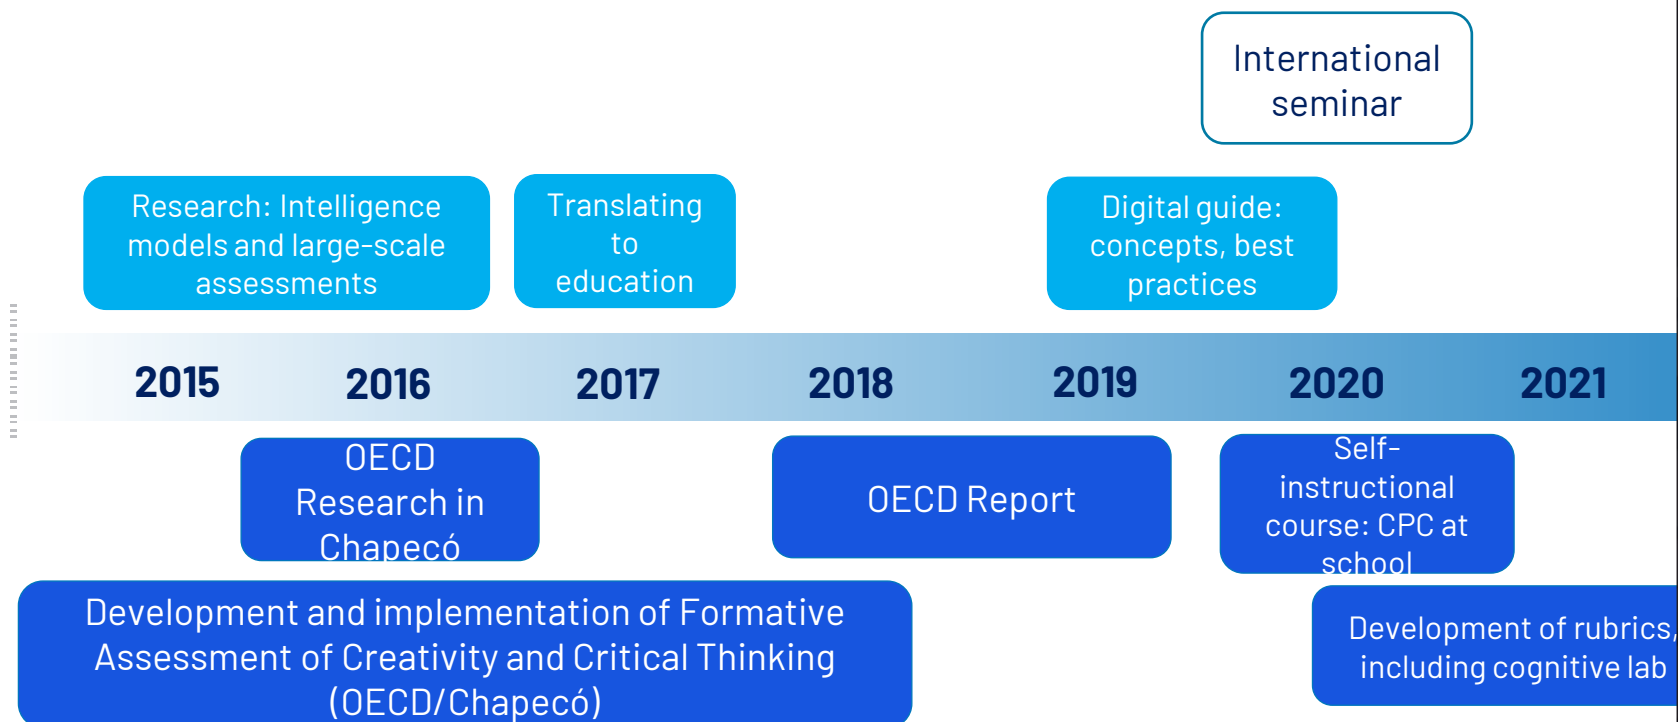 International
seminar
Research: Intelligence
models and large-scale
assessments
Translating
to
education
Digital guide:
concepts, best
practices
2015
2016
2017
2018
2019
2020
2021
OECD
Research in
Chapecó
OECD Report
Self-
instructional
course: CPC at
school
Development and implementation of Formative
Assessment of Creativity and Critical Thinking
(OECD/Chapecó)
Development of rubrics,
including cognitive lab